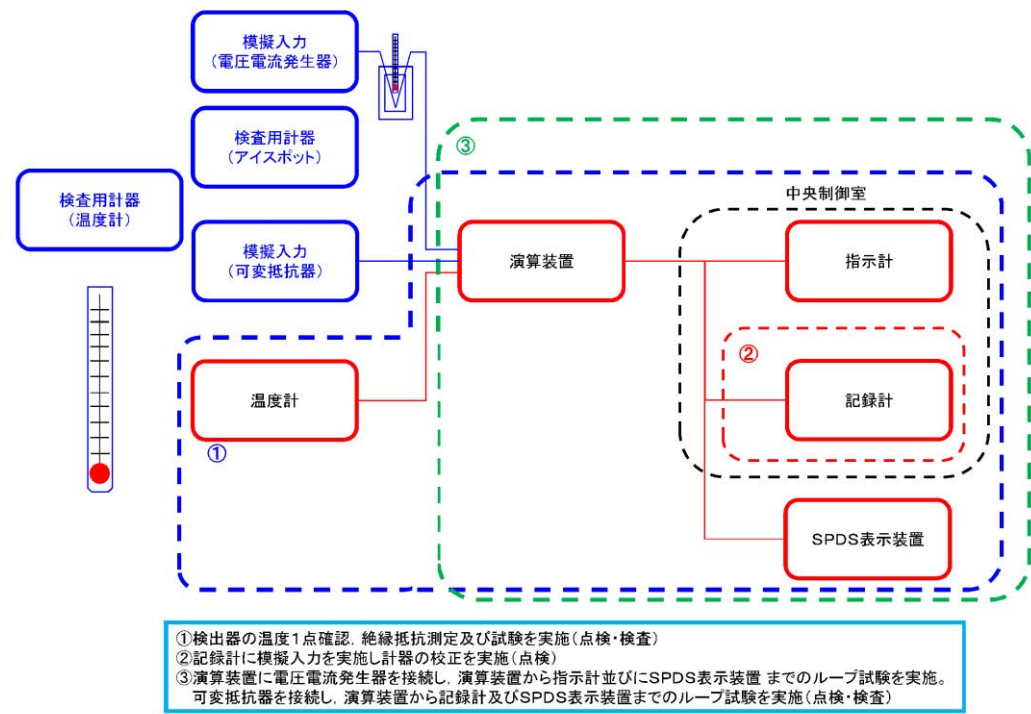 模擬入力
(電圧電流発生器)
検査用計器
(アイスポット)
検査用計器
(温度計)
模擬入力
(可変抵抗器)
③
中央制御室
演算装置
指示計
②
温度計
記録計
①
SPDS表示装置
①検出器の温度1点確認,絶縁抵抗測定及び試験を実施(点検・検査)
②記録計に模擬入力を実施し計器の校正を実施(点検)
③演算装置に電圧電流発生器を接続し,演算装置から指示計並びにSPDS表示装置 までのループ試験を実施。
可変抵抗器を接続し,演算装置から記録計及びSPDS表示装置までのループ試験を実施(点検・検査)